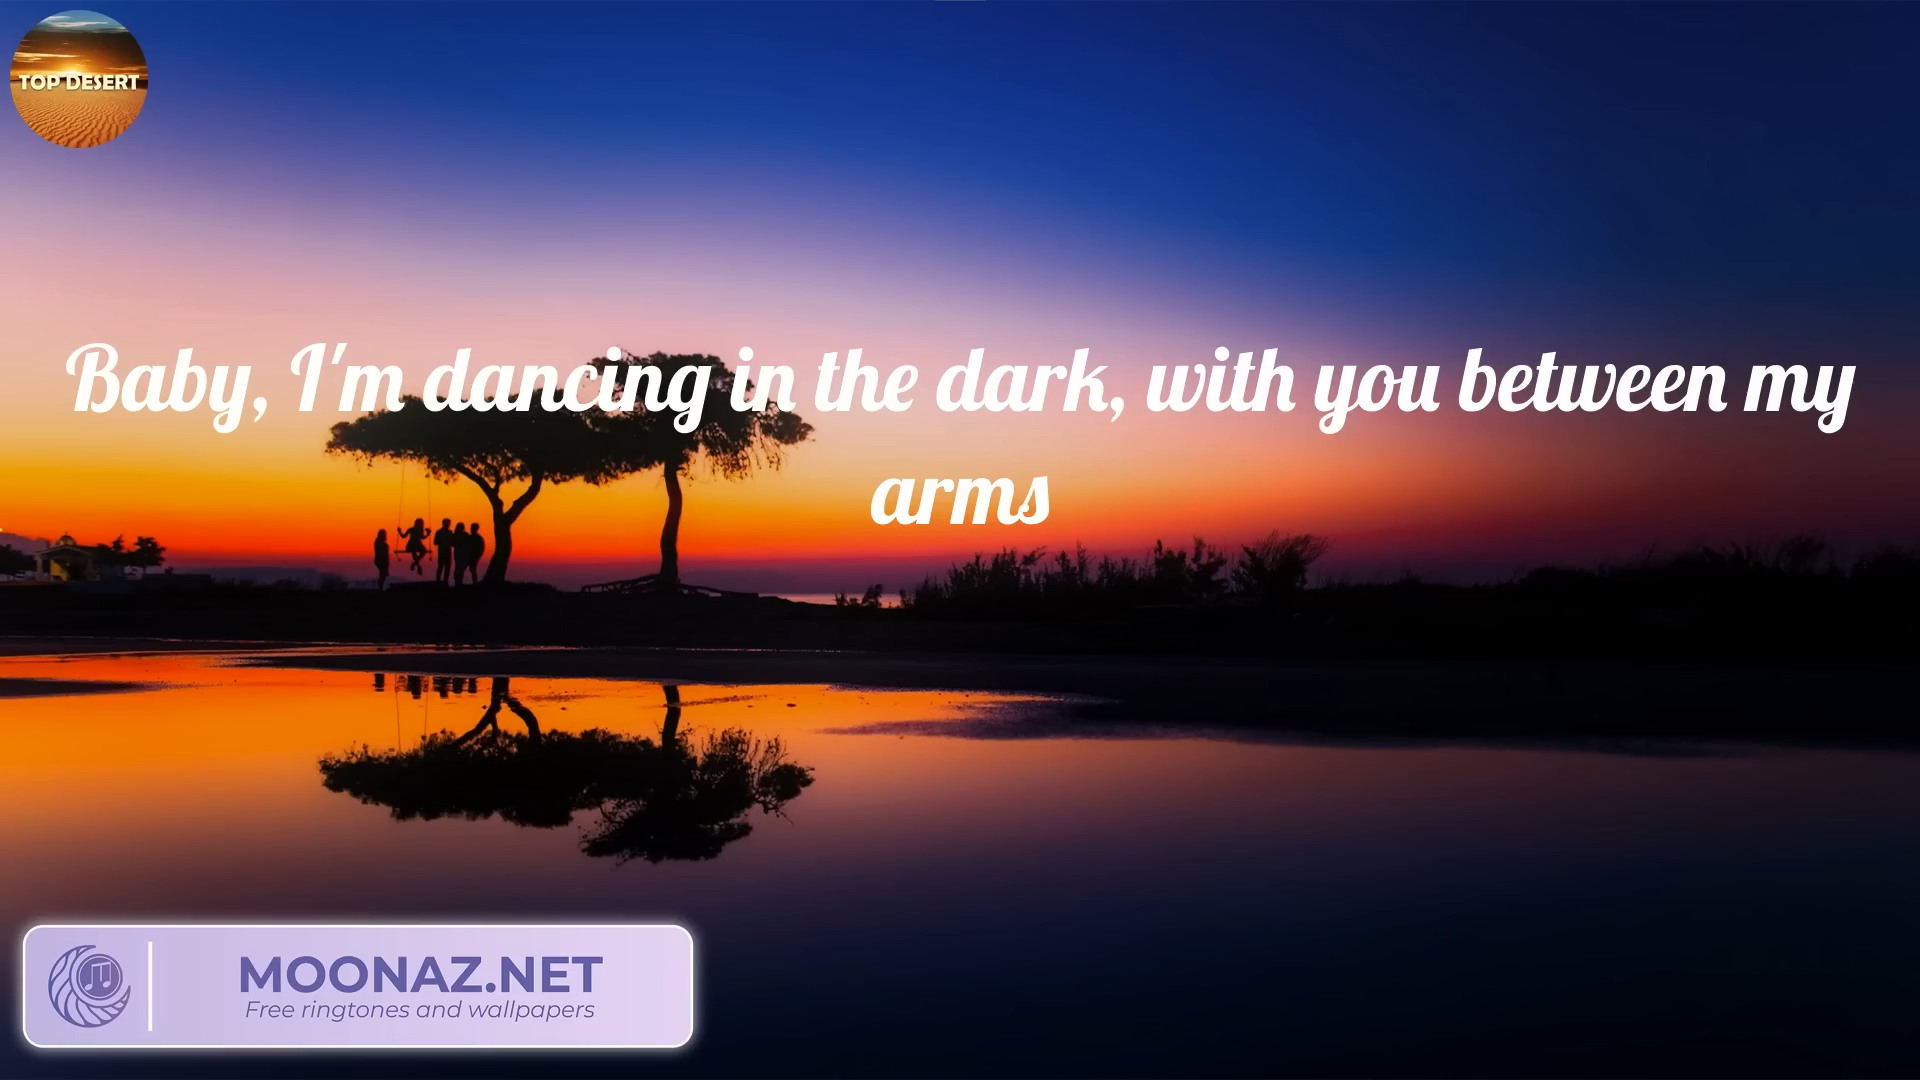 TOP DESERT
Baby, I'm dancing in the dark, with you between my
arms
MOONAZ.NET
Free ringtones and wallpapers